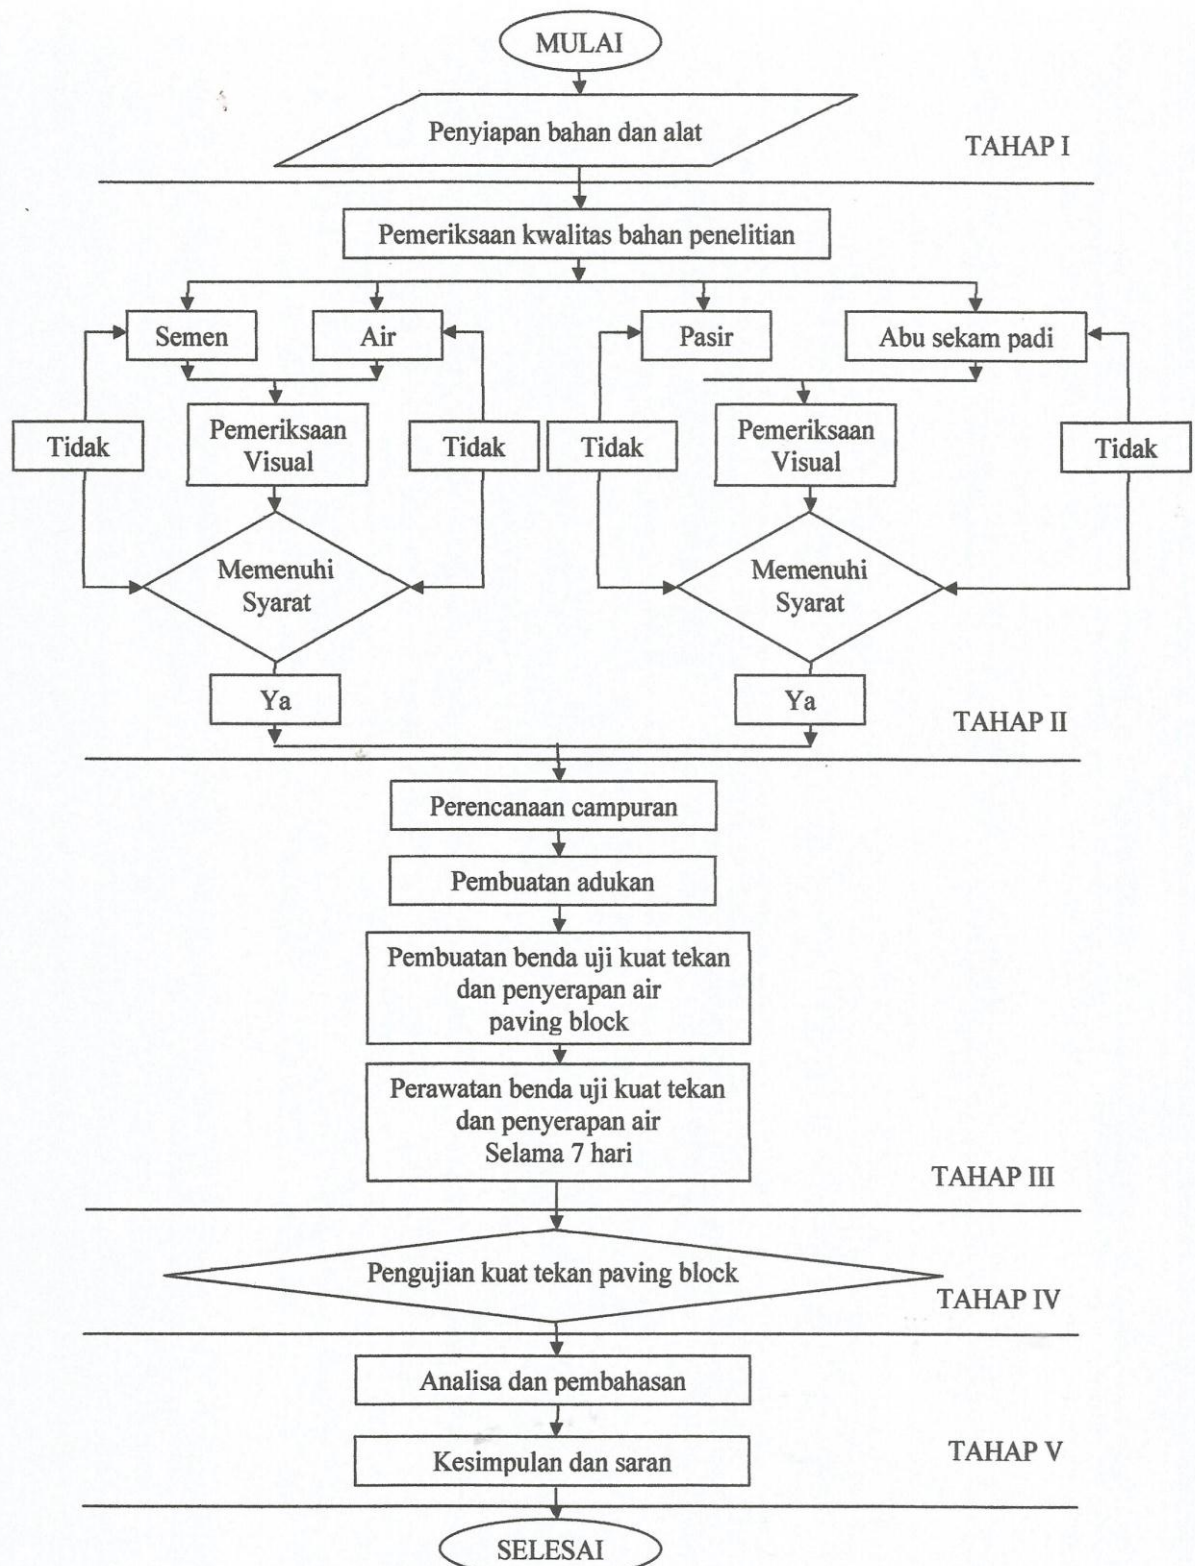 MULAI
Penyiapan bahan dan alat
TAHAP I
Pemeriksaan kwalitas bahan penelitian
Semen
Air
Pasir
Abu sekam padi
Tidak
Pemeriksaan
Visual
Tidak
Tidak
Pemeriksaan
Visual
Tidak
Memenuhi
Syarat
Memenuhi
Syarat
Ya
Ya
TAHAP II
Perencanaan campuran
Pembuatan adukan
Pembuatan benda uji kuat tekan
dan penyerapan air
paving block
Perawatan benda uji kuat tekan
dan penyerapan air
Selama 7 hari
TAHAP III
Pengujian kuat tekan paving block
TAHAP IV
Analisa dan pembahasan
Kesimpulan dan saran
TAHAP V
SELESAI